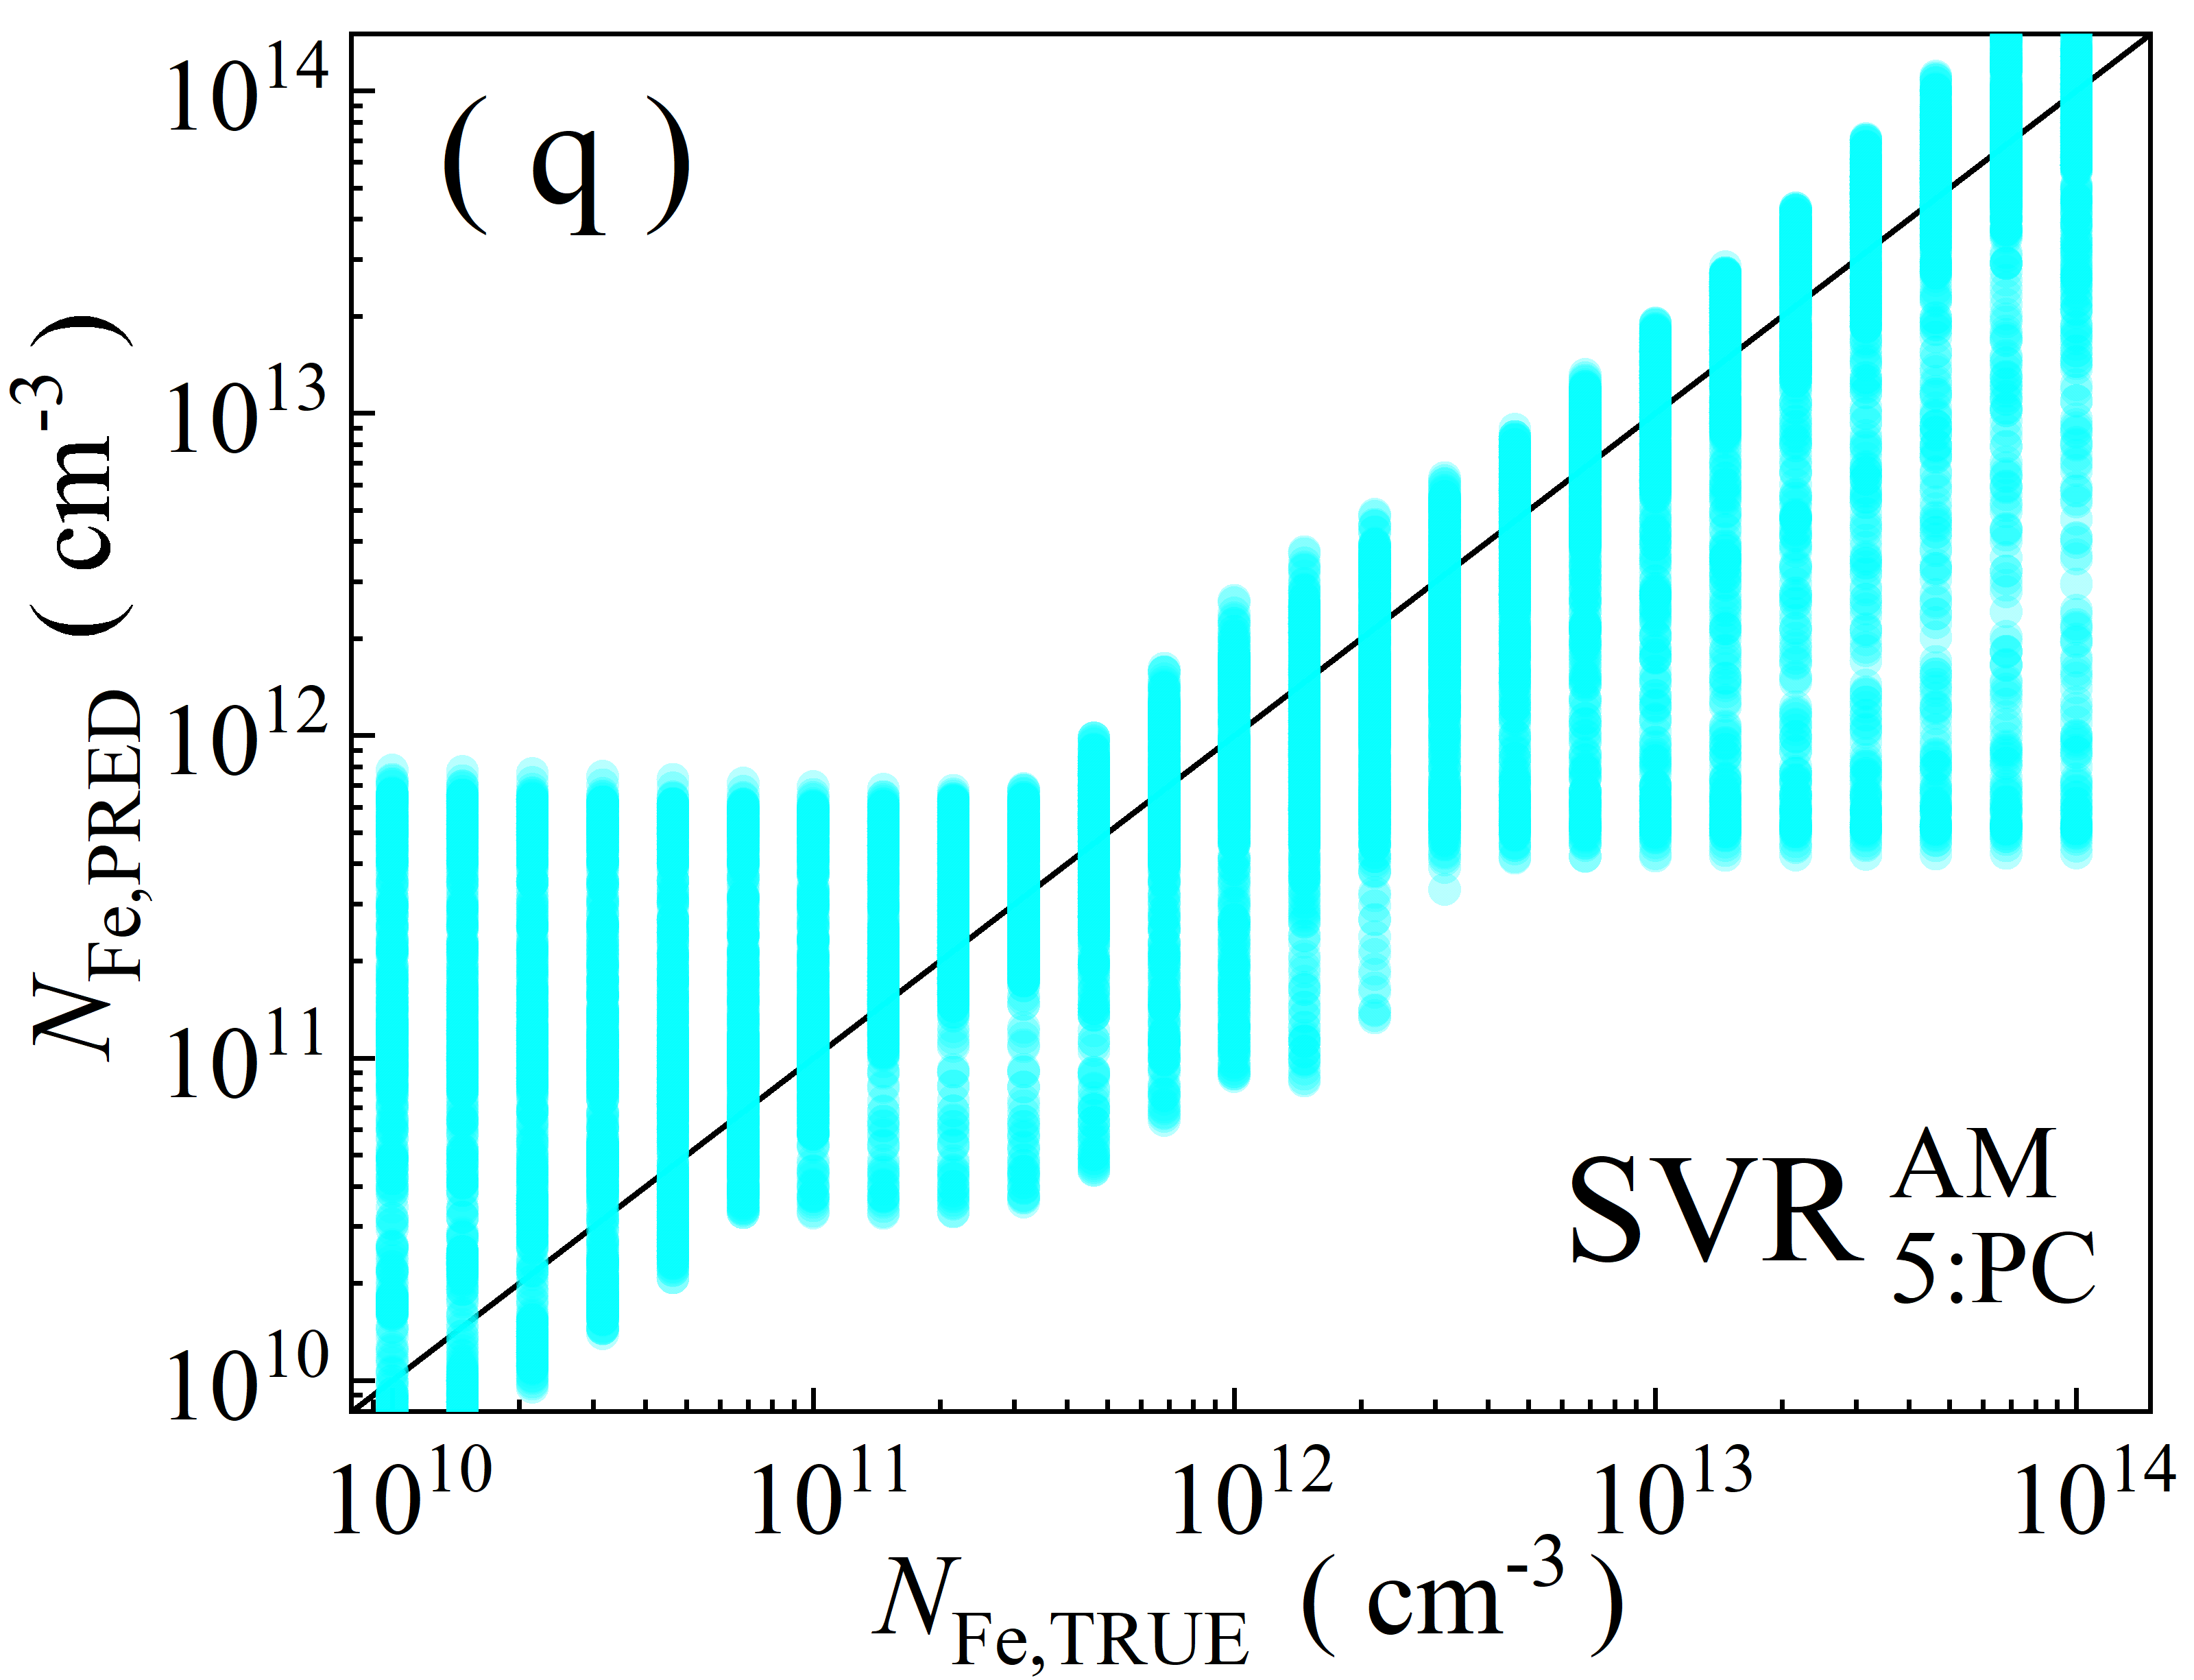 ( q )
N_Fe,PRED ( cm^-3 )
10^14
10^13
10^12
10^11
10^10
SVR AM 5:PC
10^10 10^11 10^12 10^13 10^14
N_Fe,TRUE ( cm^-3 )